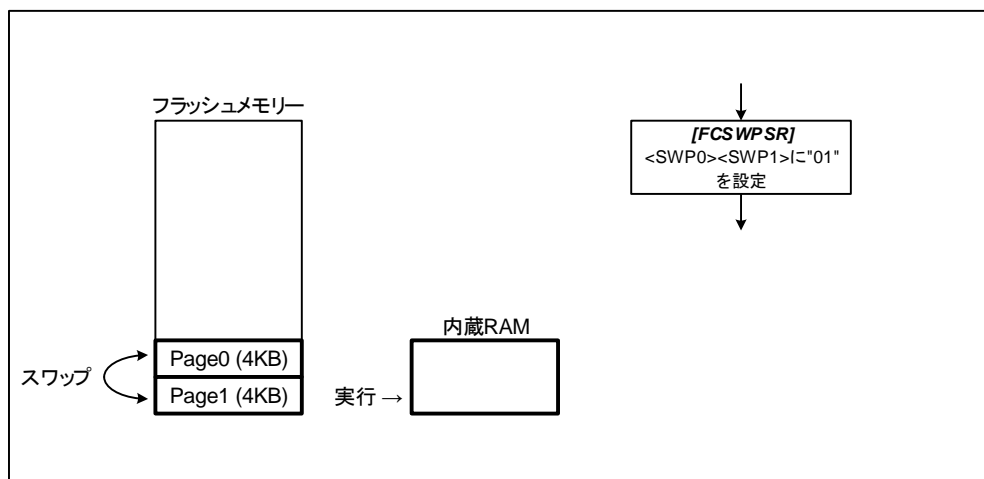 フラッシュメモリー
[FCSWPSR]
<SWP0><SWP1>に"01"
を設定
内蔵RAM
Page0 (4KB)
スワップ
Page1 (4KB)
実行 →